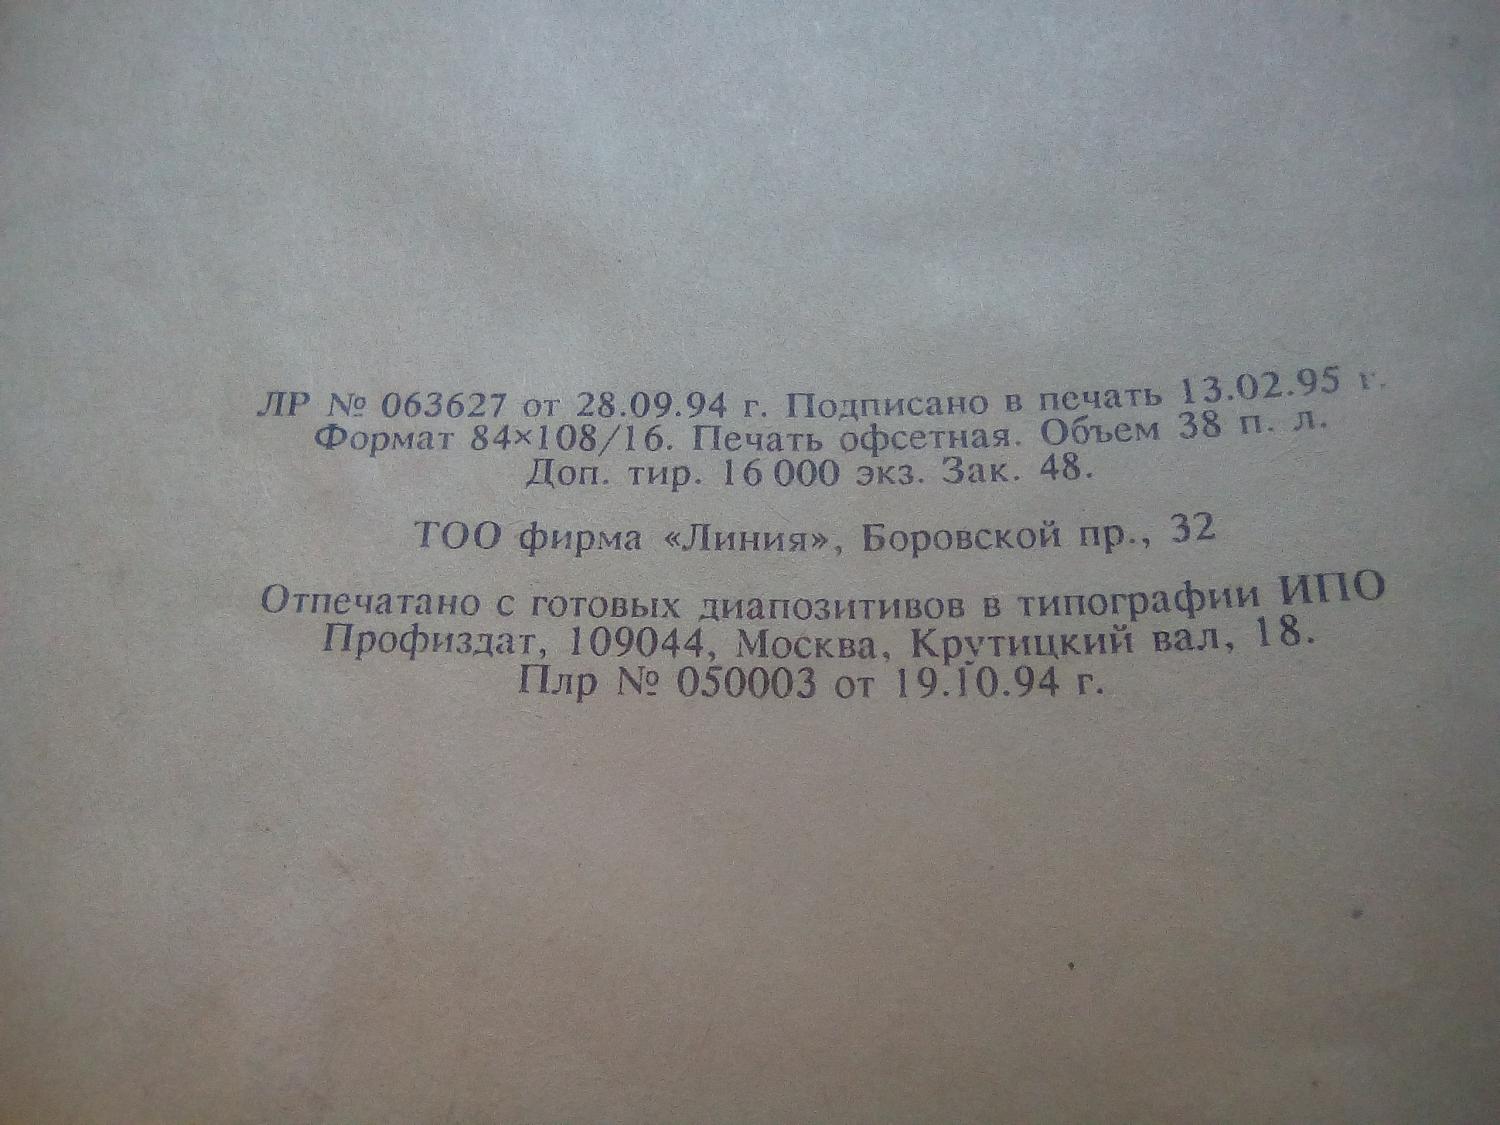 ЛР № 063627 от 28.09.94 г. Подписано в печать 13.02.95 г.
Формат 84×108/16. Печать офсетная. Объем 38 п. л.
Доп. тир. 16 000 экз. Зак. 48.
ТОО фирма «Линия», Боровской пр., 32
Отпечатано с готовых диапозитивов в типографии ИПО
Профиздат, 109044, Москва, Крутицкий вал, 18.
Плр № 050003 от 19.10.94 г.